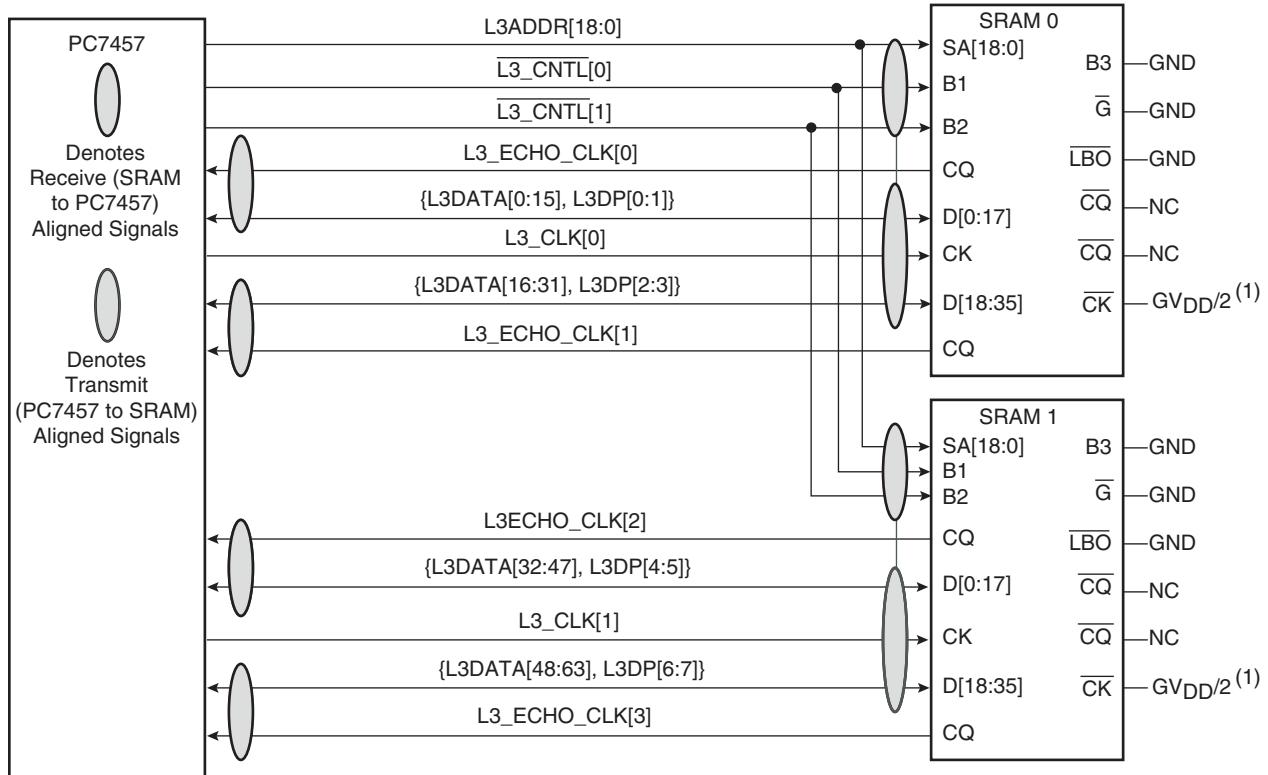 PC7457
Denotes
Receive (SRAM
to PC7457)
Aligned Signals
Denotes
Transmit
(PC7457 to SRAM)
Aligned Signals
L3ADDR[18:0]
L3_CNTL[0]
L3_CNTL[1]
L3_ECHO_CLK[0]
{L3DATA[0:15], L3DP[0:1]}
L3_CLK[0]
{L3DATA[16:31], L3DP[2:3]}
L3_ECHO_CLK[1]
SRAM 0
SA[18:0]
B1
B2
CQ
D[0:17]
CK
D[18:35]
CQ
B3 GND
G GND
LBO GND
CQ NC
CQ NC
CK GVDD/2 (1)
L3ECHO_CLK[2]
{L3DATA[32:47], L3DP[4:5]}
L3_CLK[1]
{L3DATA[48:63], L3DP[6:7]}
L3_ECHO_CLK[3]
SRAM 1
SA[18:0]
B1
B2
CQ
D[0:17]
CK
D[18:35]
CQ
B3 GND
G GND
LBO GND
CQ NC
CQ NC
CK GVDD/2 (1)